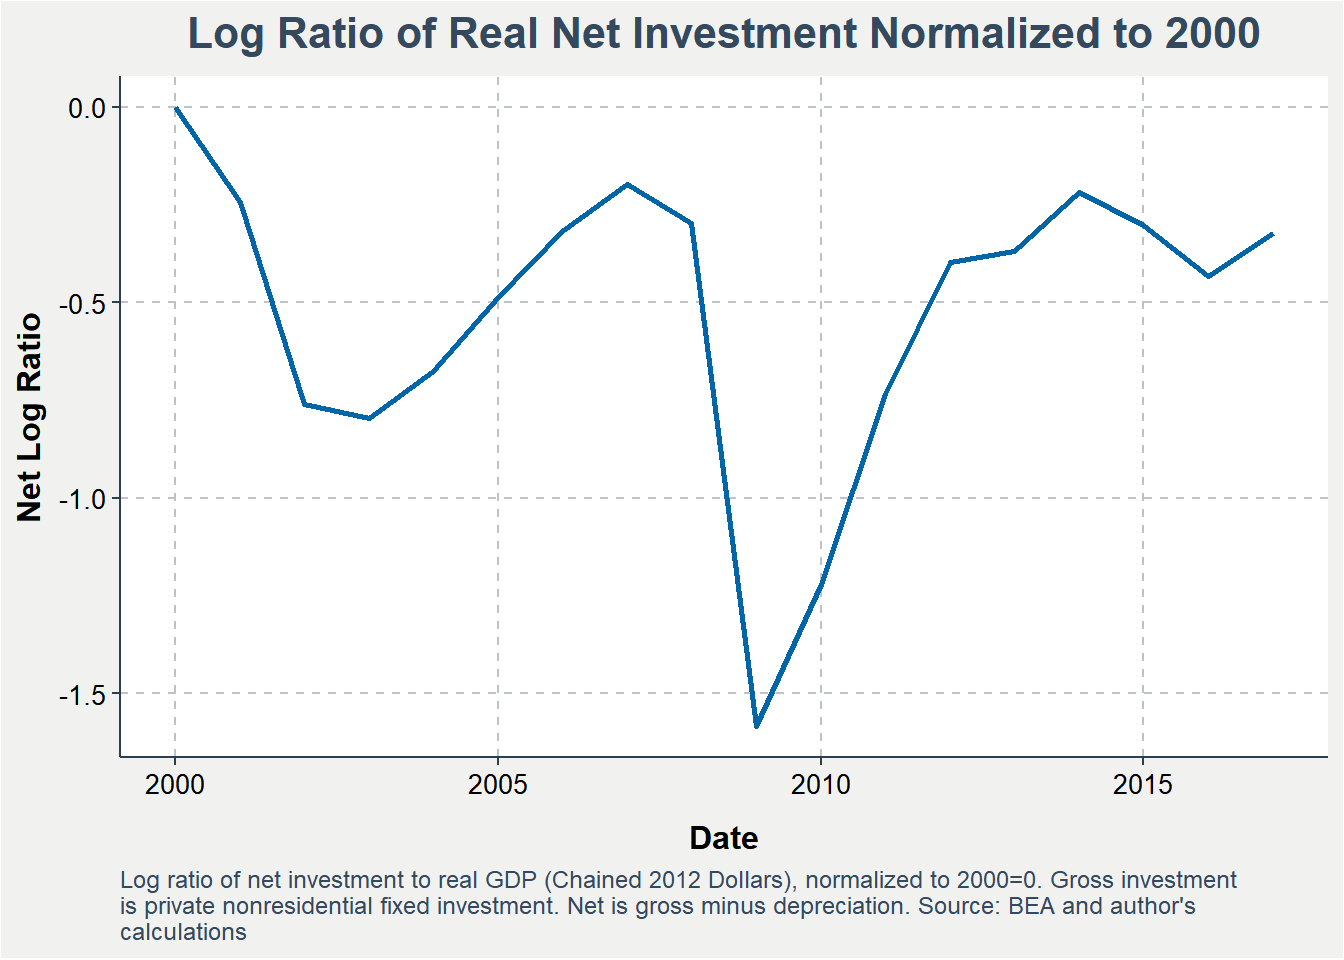 Log Ratio of Real Net Investment Normalized to 2000
Net Log Ratio
0.0
-0.5
-1.0
-1.5
2000
2005
2010
2015
Date
Log ratio of net investment to real GDP (Chained 2012 Dollars), normalized to 2000=0. Gross investment
is private nonresidential fixed investment. Net is gross minus depreciation. Source: BEA and author's
calculations